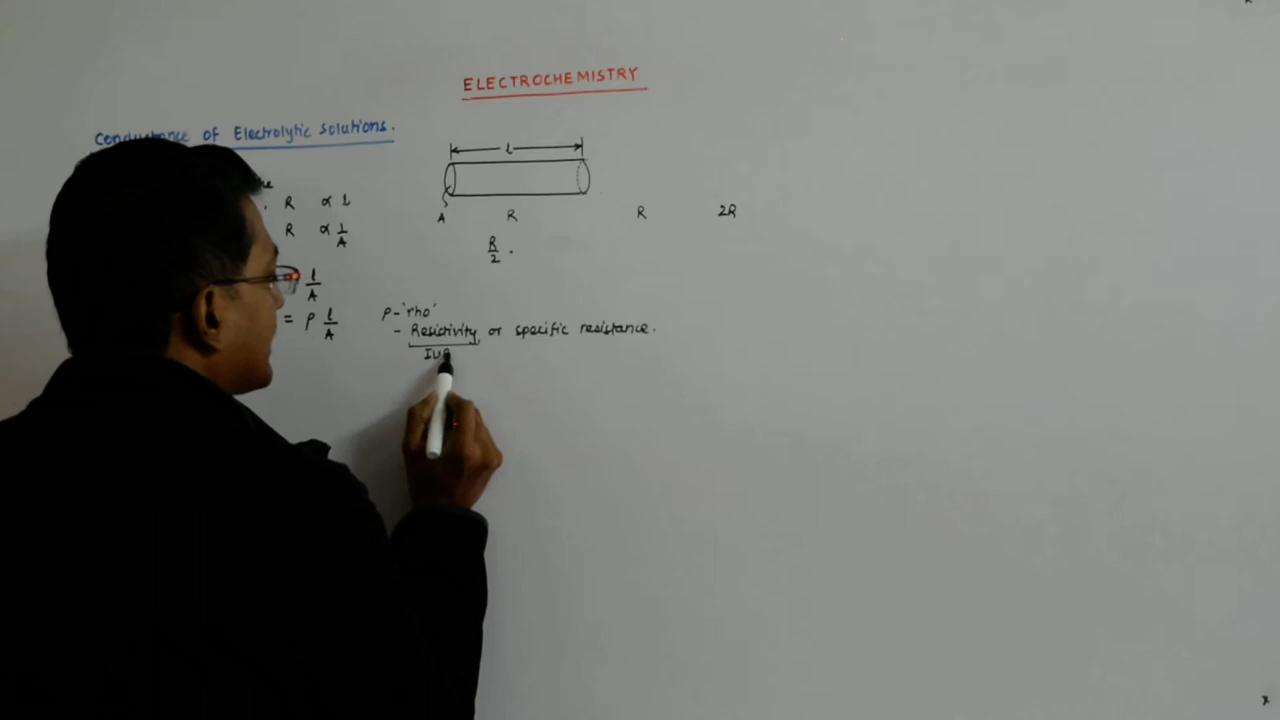 ELECTROCHEMISTRY
Conductance of Electrolytic Solutions.
l
R ∝ l
A R R 2R
R ∝ 1/A
R/2 .
l/A
= ρ l/A
ρ - 'rho'
- Resistivity or specific resistance.